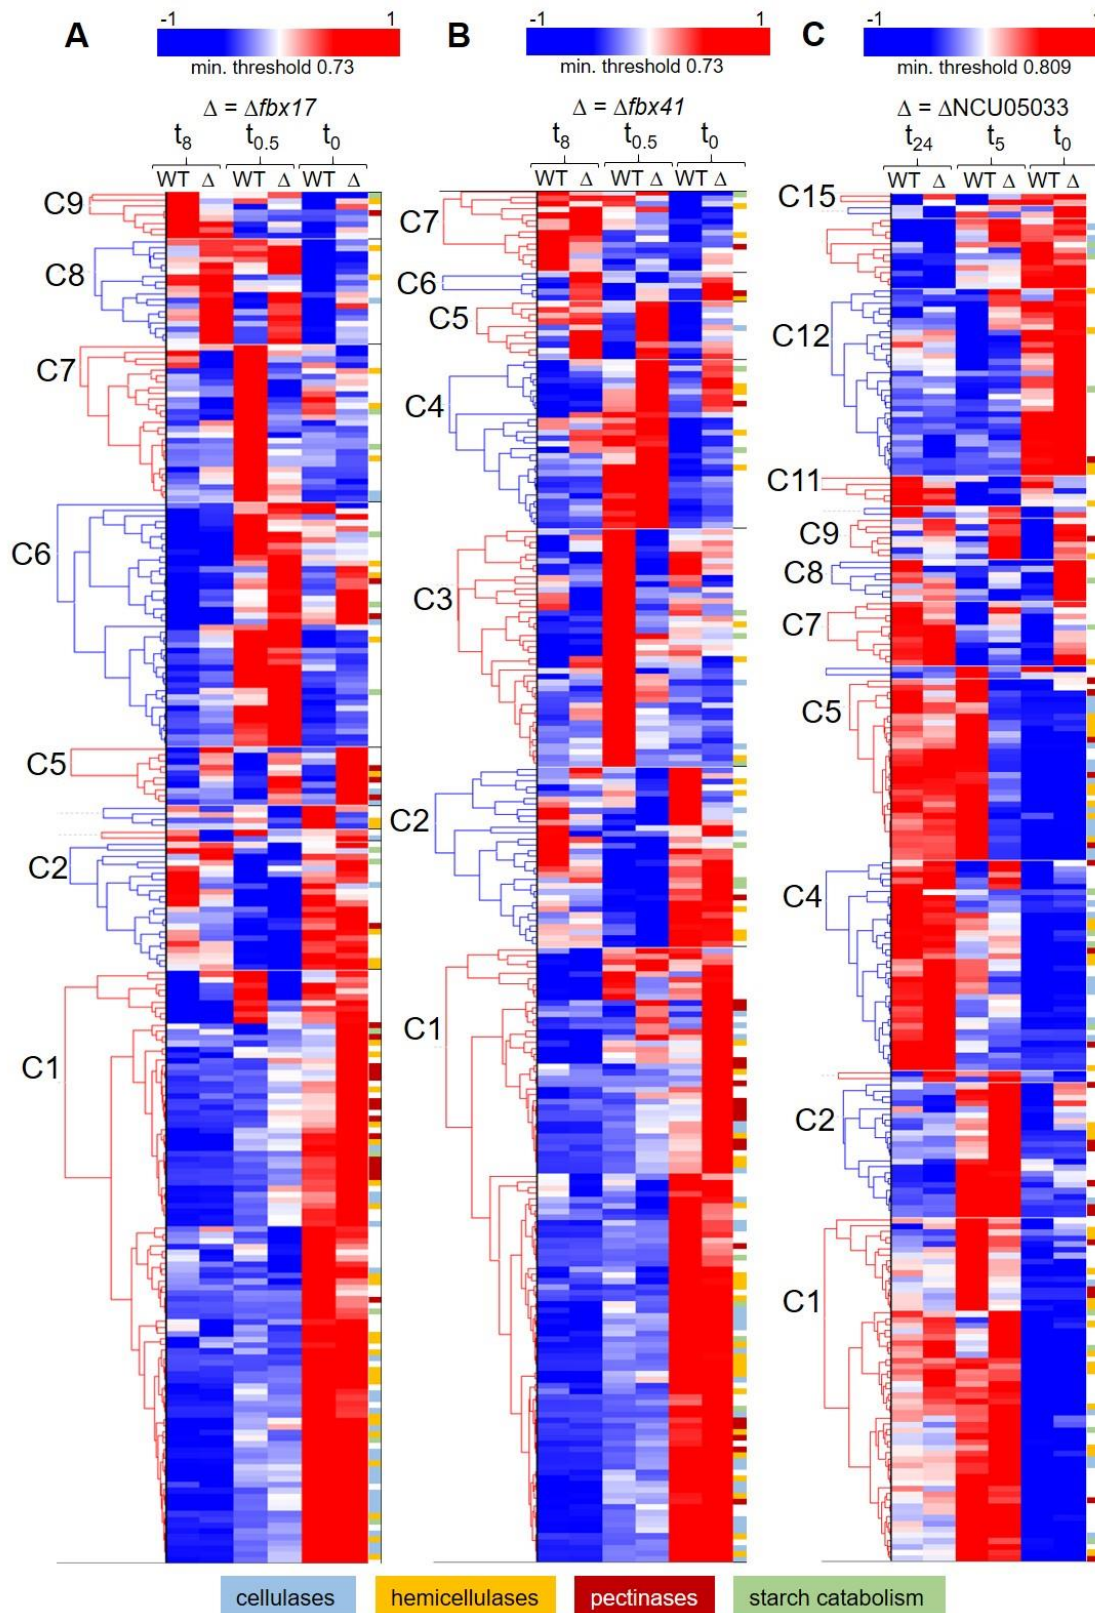 A
-1 1
min. threshold 0.73
Δ = Δfbx17
t8 t0.5 t0
WT Δ WT Δ WT Δ
C9
C8
C7
C6
C5
C2
C1
B
-1 1
min. threshold 0.73
Δ = Δfbx41
t8 t0.5 t0
WT Δ WT Δ WT Δ
C7
C6
C5
C4
C3
C2
C1
C
-1 1
min. threshold 0.809
Δ = ΔNCU05033
t24 t5 t0
WT Δ WT Δ WT Δ
C15
C12
C11
C9
C8
C7
C5
C4
C2
C1
cellulases hemicellulases pectinases starch catabolism